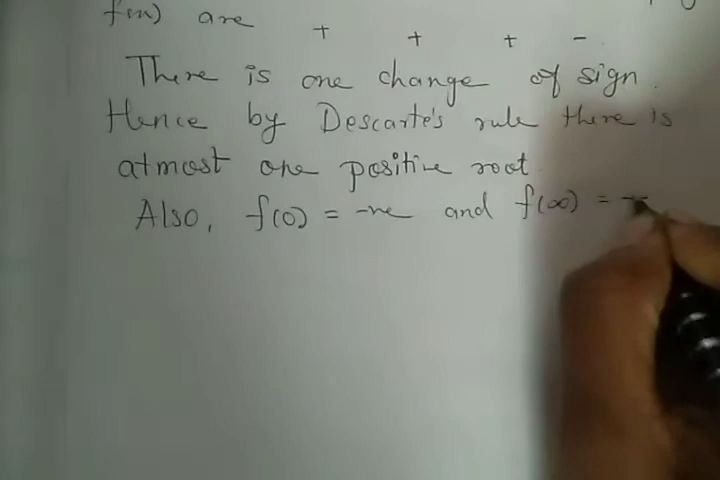 f(x) are + + + -
There is one change of sign.
Hence by Descarte's rule there is
atmost one positive root.
Also, f(0) = -ve and f(∞) =